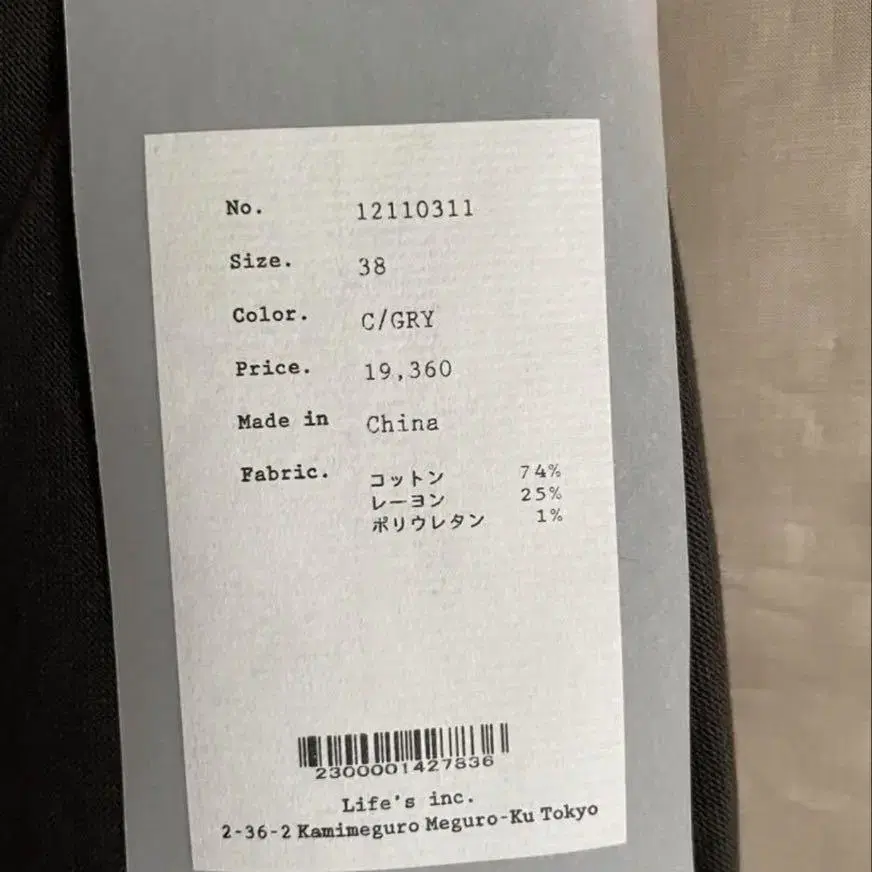 No. 12110311
Size. 38
Color. C/GRY
Price. 19,360
Made in China
Fabric. コットン 74%
レーヨン 25%
ポリウレタン 1%
2300001427836
Life's inc.
2-36-2 Kamimeguro Meguro-Ku Tokyo